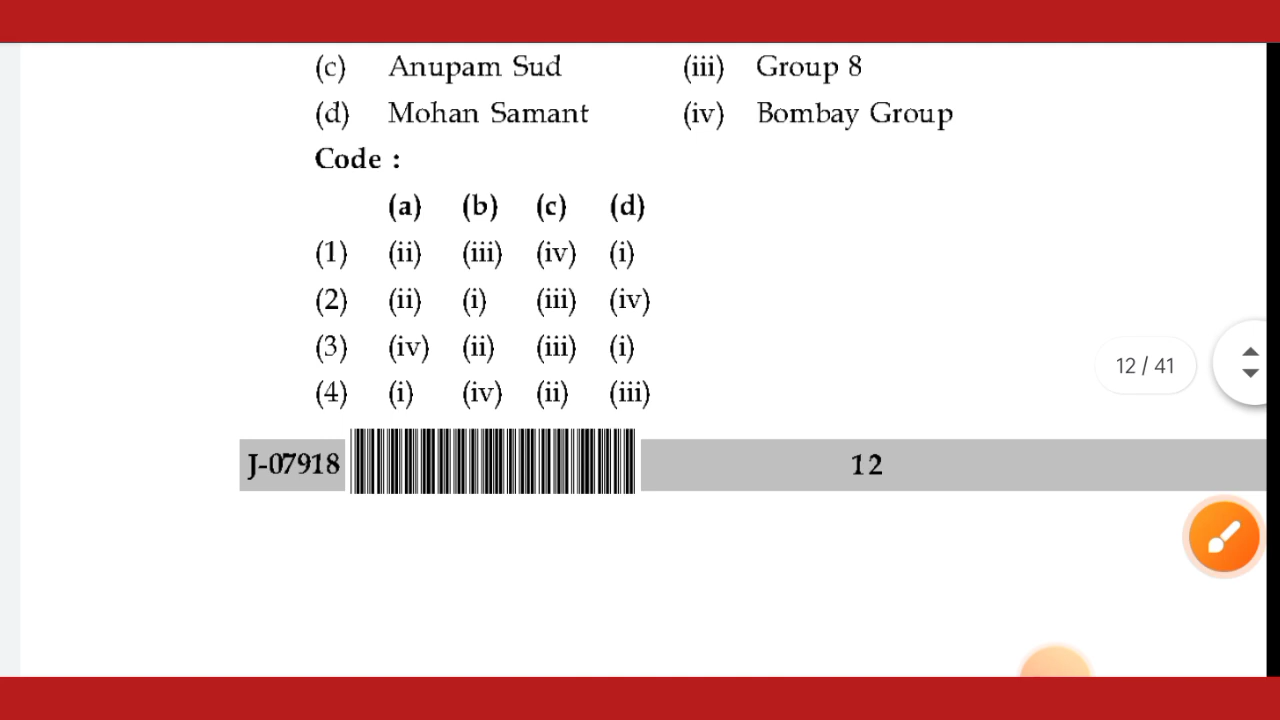 (c) Anupam Sud (iii) Group 8
(d) Mohan Samant (iv) Bombay Group
Code :
(a) (b) (c) (d)
(1) (ii) (iii) (iv) (i)
(2) (ii) (i) (iii) (iv)
(3) (iv) (ii) (iii) (i)
(4) (i) (iv) (ii) (iii)
12 / 41
J-07918 12